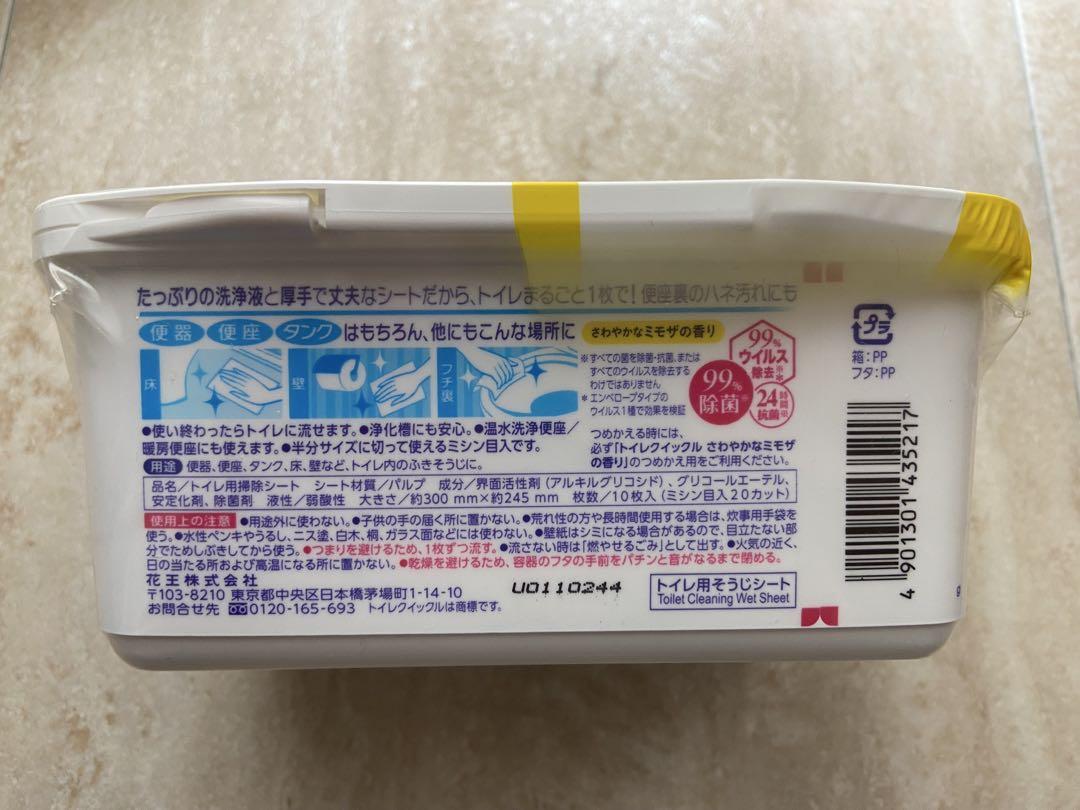 たっぷりの洗浄液と厚手で丈夫なシートだから、トイレまるごと1枚で!便座裏のハネ汚れにも
便器 便座 タンク はもちろん、他にもこんな場所に
床
壁
フチ裏
さわやかなミモザの香り
※すべての菌を除菌・抗菌、または
すべてのウイルスを除去する
わけではありません
*エンベロープタイプの
ウイルス1種で効果を検証
99%
ウイルス
除去※*
99%
除菌※
24時間
抗菌※
プラ
箱:PP
フタ:PP
●使い終わったらトイレに流せます。●浄化槽にも安心。●温水洗浄便座/
暖房便座にも使えます。●半分サイズに切って使えるミシン目入です。
つめかえる時には、
必ず「トイレクイックル さわやかなミモザ
の香り」のつめかえ用をご利用ください。
用途 便器、便座、タンク、床、壁など、トイレ内のふきそうじに。
品名/トイレ用掃除シート シート材質/パルプ 成分/界面活性剤(アルキルグリコシド)、グリコールエーテル、
安定化剤、除菌剤 液性/弱酸性 大きさ/約300mm×約245mm 枚数/10枚入(ミシン目入20カット)
使用上の注意 ●用途外に使わない。●子供の手の届く所に置かない。●荒れ性の方や長時間使用する場合は、炊事用手袋を
使う。●水性ペンキやうるし、ニス塗、白木、桐、ガラス面などには使わない。●壁紙はシミになる場合があるので、目立たない部
分でためしぶきしてから使う。●つまりを避けるため、1枚ずつ流す。●流さない時は「燃やせるごみ」として出す。●火気の近く、
日の当たる所および高温になる所に置かない。●乾燥を避けるため、容器のフタの手前をパチンと音がなるまで閉める。
花王株式会社
〒103-8210 東京都中央区日本橋茅場町1-14-10
お問合せ先 0120-165-693 トイレクイックルは商標です。
U0110244
トイレ用そうじシート
Toilet Cleaning Wet Sheet
4 901301 435217